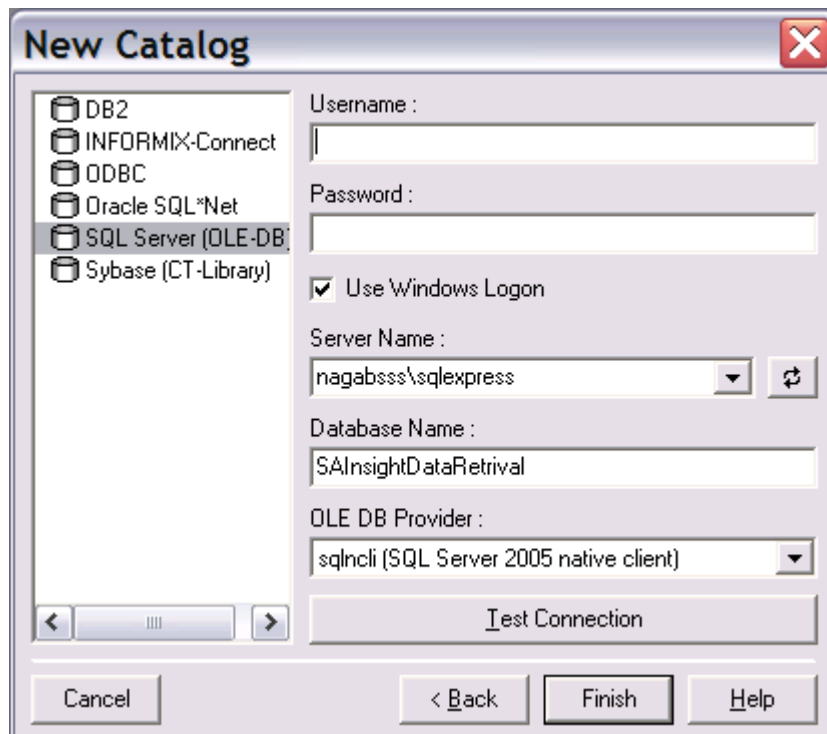 New Catalog
DB2
INFORMIX-Connect
ODBC
Oracle SQL*Net
SQL Server (OLE-DB)
Sybase (CT-Library)
Username :
Password :
Use Windows Logon
Server Name :
nagabsss\sqlexpress
Database Name :
SAInsightDataRetrival
OLE DB Provider :
sqlncli (SQL Server 2005 native client)
Test Connection
Cancel
< Back
Finish
Help